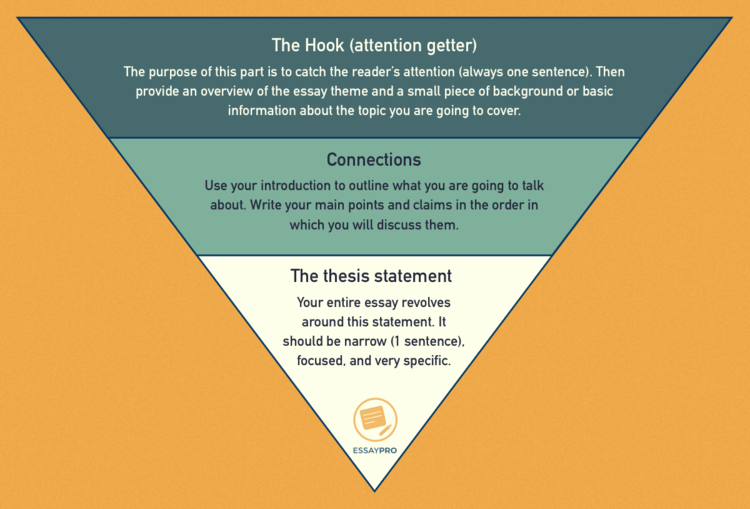 The Hook (attention getter)
The purpose of this part is to catch the reader's attention (always one sentence). Then
provide an overview of the essay theme and a small piece of background or basic
information about the topic you are going to cover.
Connections
Use your introduction to outline what you are going to talk
about. Write your main points and claims in the order in
which you will discuss them.
The thesis statement
Your entire essay revolves
around this statement. It
should be narrow (1 sentence),
focused, and very specific.
ESSAYPRO